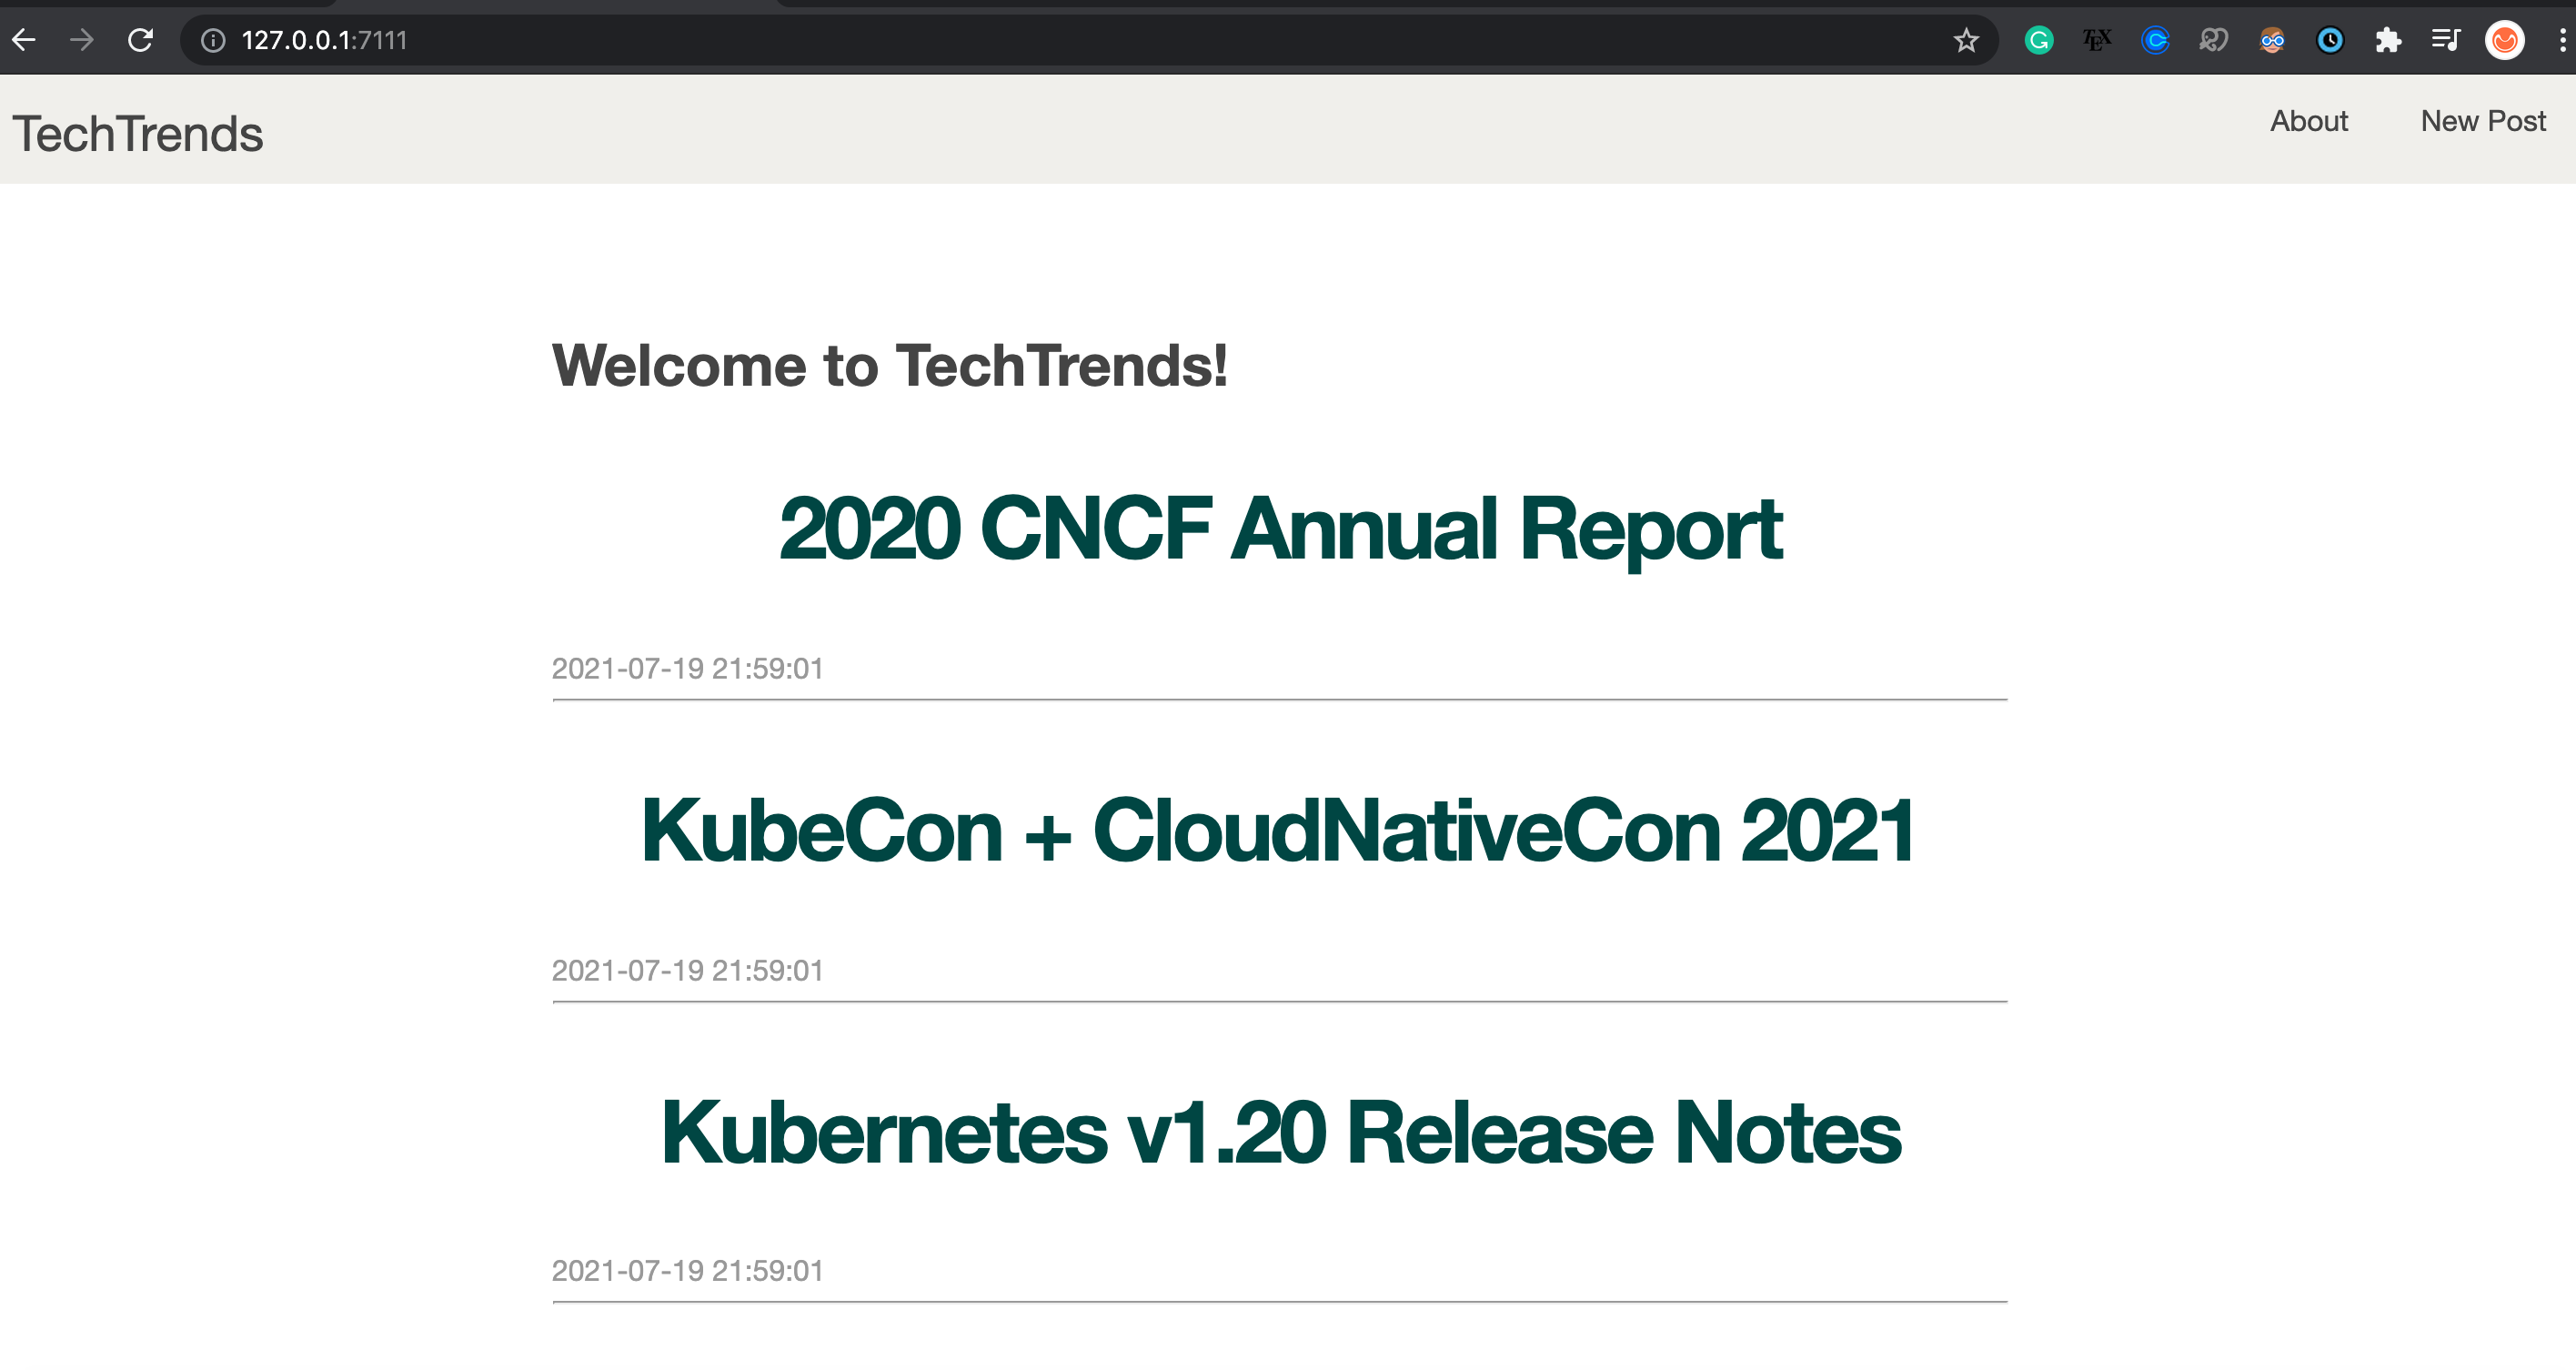 127.0.0.1:7111
TechTrends
About
New Post
Welcome to TechTrends!
2020 CNCF Annual Report
2021-07-19 21:59:01
KubeCon + CloudNativeCon 2021
2021-07-19 21:59:01
Kubernetes v1.20 Release Notes
2021-07-19 21:59:01